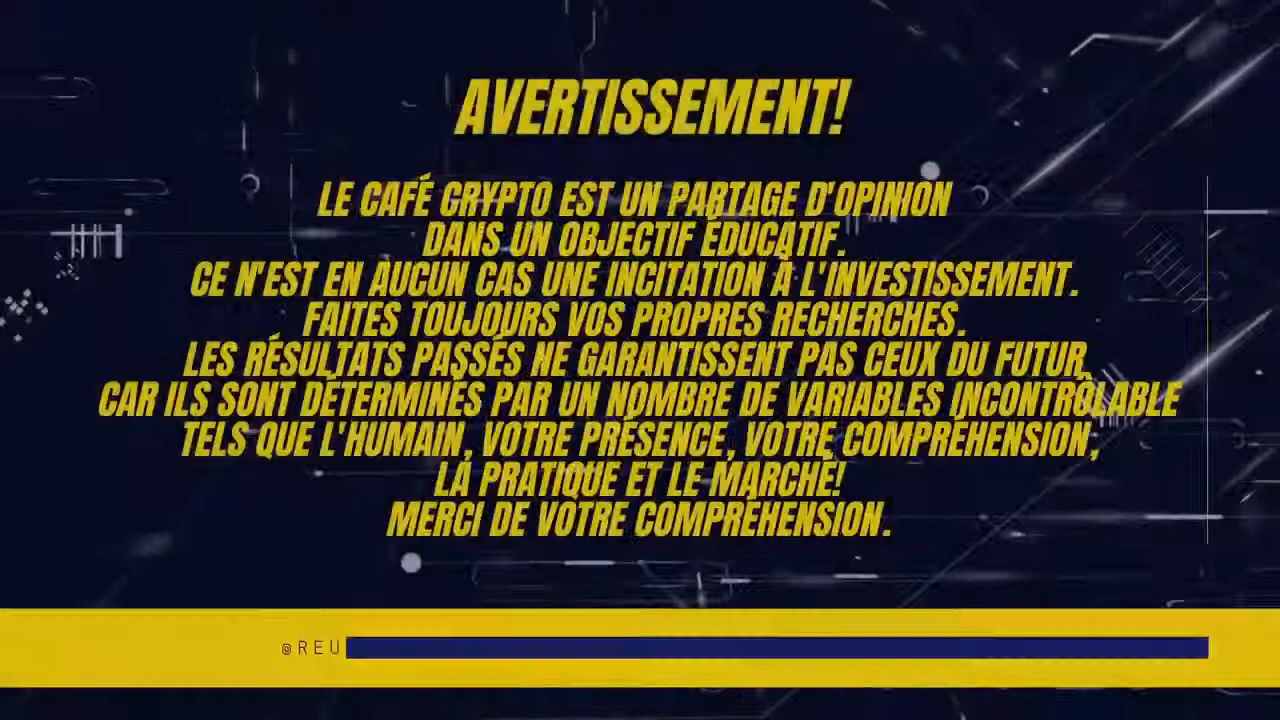 AVERTISSEMENT!
LE CAFÉ CRYPTO EST UN PARTAGE D'OPINION
DANS UN OBJECTIF ÉDUCATIF.
CE N'EST EN AUCUN CAS UNE INCITATION À L'INVESTISSEMENT.
FAITES TOUJOURS VOS PROPRES RECHERCHES.
LES RÉSULTATS PASSÉS NE GARANTISSENT PAS CEUX DU FUTUR,
CAR ILS SONT DÉTERMINÉS PAR UN NOMBRE DE VARIABLES INCONTRÔLABLE
TELS QUE L'HUMAIN, VOTRE PRÉSENCE, VOTRE COMPRÉHENSION,
LA PRATIQUE ET LE MARCHÉ!
MERCI DE VOTRE COMPRÉHENSION.
@REU